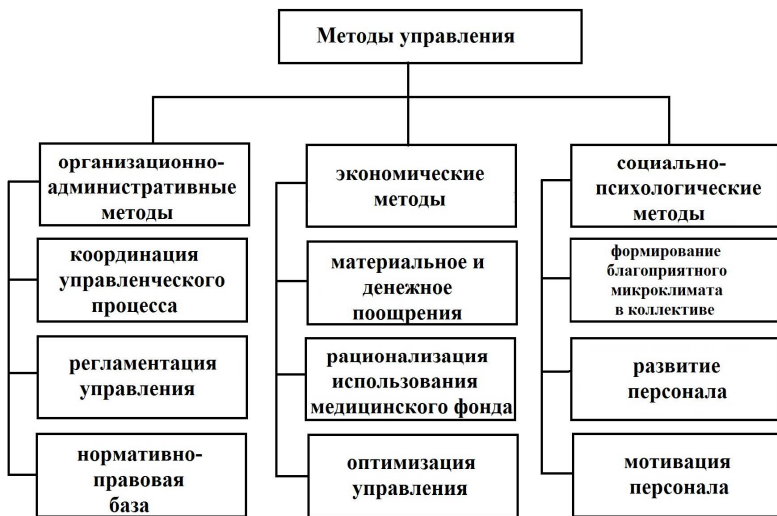 Методы управления
организационно-
административные
методы
координация
управленческого
процесса
регламентация
управления
нормативно-
правовая
база
экономические
методы
материальное и
денежное
поощрения
рационализация
использования
медицинского фонда
оптимизация
управления
социально-
психологические
методы
формирование
благоприятного
микроклимата
в коллективе
развитие
персонала
мотивация
персонала